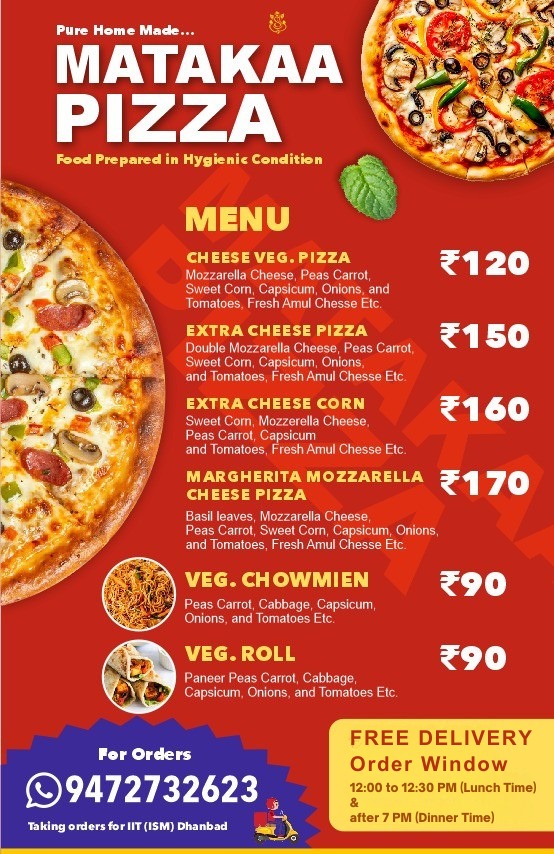 Pure Home Made...
MATAKAA
PIZZA
Food Prepared in Hygienic Condition
MENU
CHEESE VEG. PIZZA ₹120
Mozzarella Cheese, Peas Carrot,
Sweet Corn, Capsicum, Onions, and
Tomatoes, Fresh Amul Chesse Etc.
EXTRA CHEESE PIZZA ₹150
Double Mozzarella Cheese, Peas Carrot,
Sweet Corn, Capsicum, Onions,
and Tomatoes, Fresh Amul Chesse Etc.
EXTRA CHEESE CORN ₹160
Sweet Corn, Mozzerella Cheese,
Peas Carrot, Capsicum
and Tomatoes, Fresh Amul Chesse Etc.
MARGHERITA MOZZARELLA ₹170
CHEESE PIZZA
Basil leaves, Mozzarella Cheese,
Peas Carrot, Sweet Corn, Capsicum, Onions,
and Tomatoes, Fresh Amul Chesse Etc.
VEG. CHOWMIEN ₹90
Peas Carrot, Cabbage, Capsicum,
Onions, and Tomatoes Etc.
VEG. ROLL ₹90
Paneer Peas Carrot, Cabbage,
Capsicum, Onions, and Tomatoes Etc.
For Orders
9472732623
Taking orders for IIT (ISM) Dhanbad
FREE DELIVERY
Order Window
12:00 to 12:30 PM (Lunch Time)
&
after 7 PM (Dinner Time)
MATAKAA
PIZZA